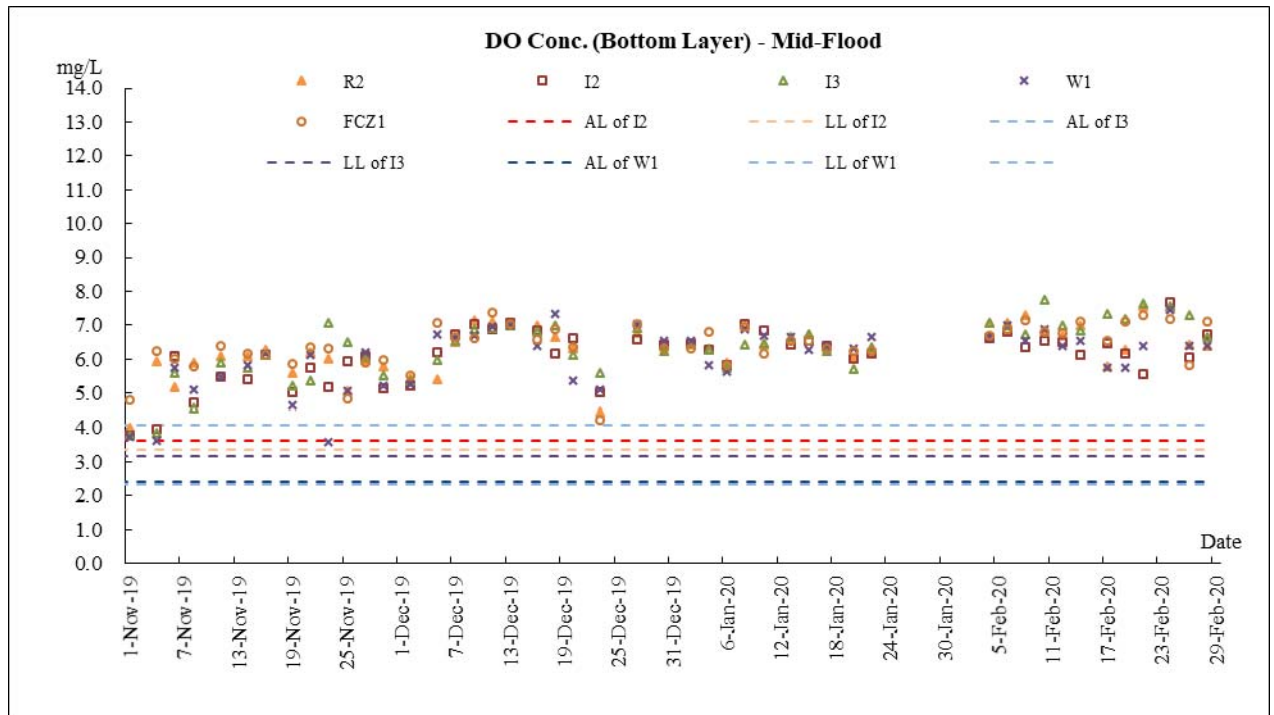 DO Conc. (Bottom Layer) - Mid-Flood
mg/L
R2 I2 I3 W1
FCZ1 AL of I2 LL of I2 AL of I3
LL of I3 AL of W1 LL of W1
14.0
13.0
12.0
11.0
10.0
9.0
8.0
7.0
6.0
5.0
4.0
3.0
2.0
1.0
0.0
Date
1-Nov-19
7-Nov-19
13-Nov-19
19-Nov-19
25-Nov-19
1-Dec-19
7-Dec-19
13-Dec-19
19-Dec-19
25-Dec-19
31-Dec-19
6-Jan-20
12-Jan-20
18-Jan-20
24-Jan-20
30-Jan-20
5-Feb-20
11-Feb-20
17-Feb-20
23-Feb-20
29-Feb-20